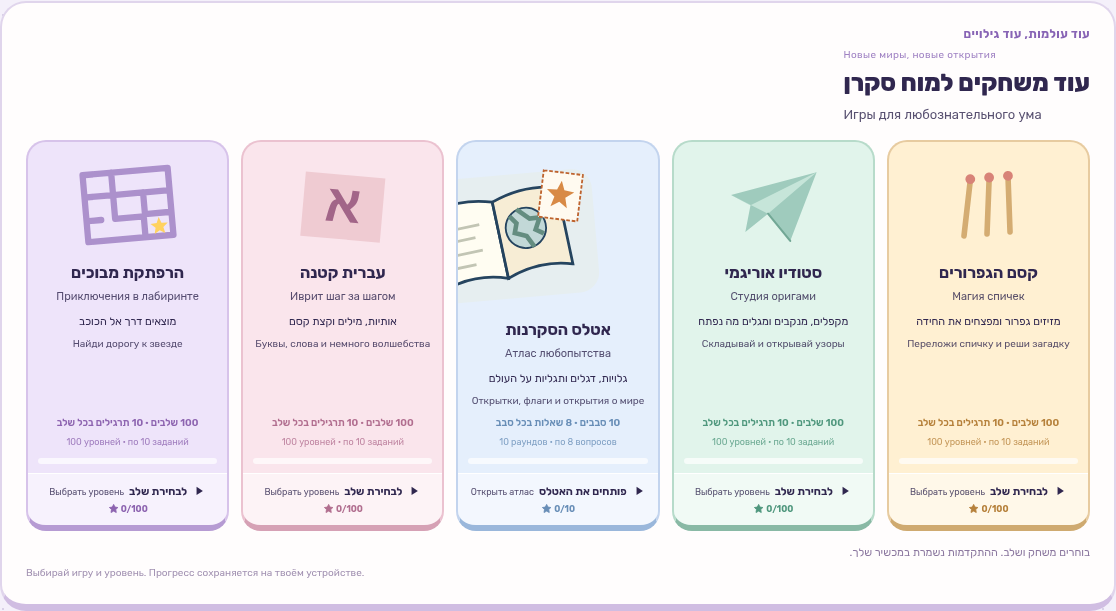 עוד עולמות, עוד גילויים
Новые миры, новые открытия
עוד משחקים למוח סקרן
Игры для любознательного ума
קסם הגפרורים
Магия спичек
מזיזים גפרור ומפצחים את החידה
Переложи спичку и реши загадку
100 שלבים · 10 תרגילים בכל שלב
100 уровней · по 10 заданий
לבחירת שלב Выбрать уровень
★ 0/100
סטודיו אוריגמי
Студия оригами
מקפלים, מנקבים ומגלים מה נפתח
Складывай и открывай узоры
100 שלבים · 10 תרגילים בכל שלב
100 уровней · по 10 заданий
לבחירת שלב Выбрать уровень
★ 0/100
אטלס הסקרנות
Атлас любопытства
גלויות, דגלים ותגליות על העולם
Открытки, флаги и открытия о мире
10 סבבים · 8 שאלות בכל סבב
10 раундов · по 8 вопросов
פותחים את האטלס Открыть атлас
★ 0/10
א
עברית קטנה
Иврит шаг за шагом
אותיות, מילים וקצת קסם
Буквы, слова и немного волшебства
100 שלבים · 10 תרגילים בכל שלב
100 уровней · по 10 заданий
לבחירת שלב Выбрать уровень
★ 0/100
הרפתקת מבוכים
Приключения в лабиринте
מוצאים דרך אל הכוכב
Найди дорогу к звезде
100 שלבים · 10 תרגילים בכל שלב
100 уровней · по 10 заданий
לבחירת שלב Выбрать уровень
★ 0/100
בוחרים משחק ושלב. ההתקדמות נשמרת במכשיר שלך.
Выбирай игру и уровень. Прогресс сохраняется на твоём устройстве.